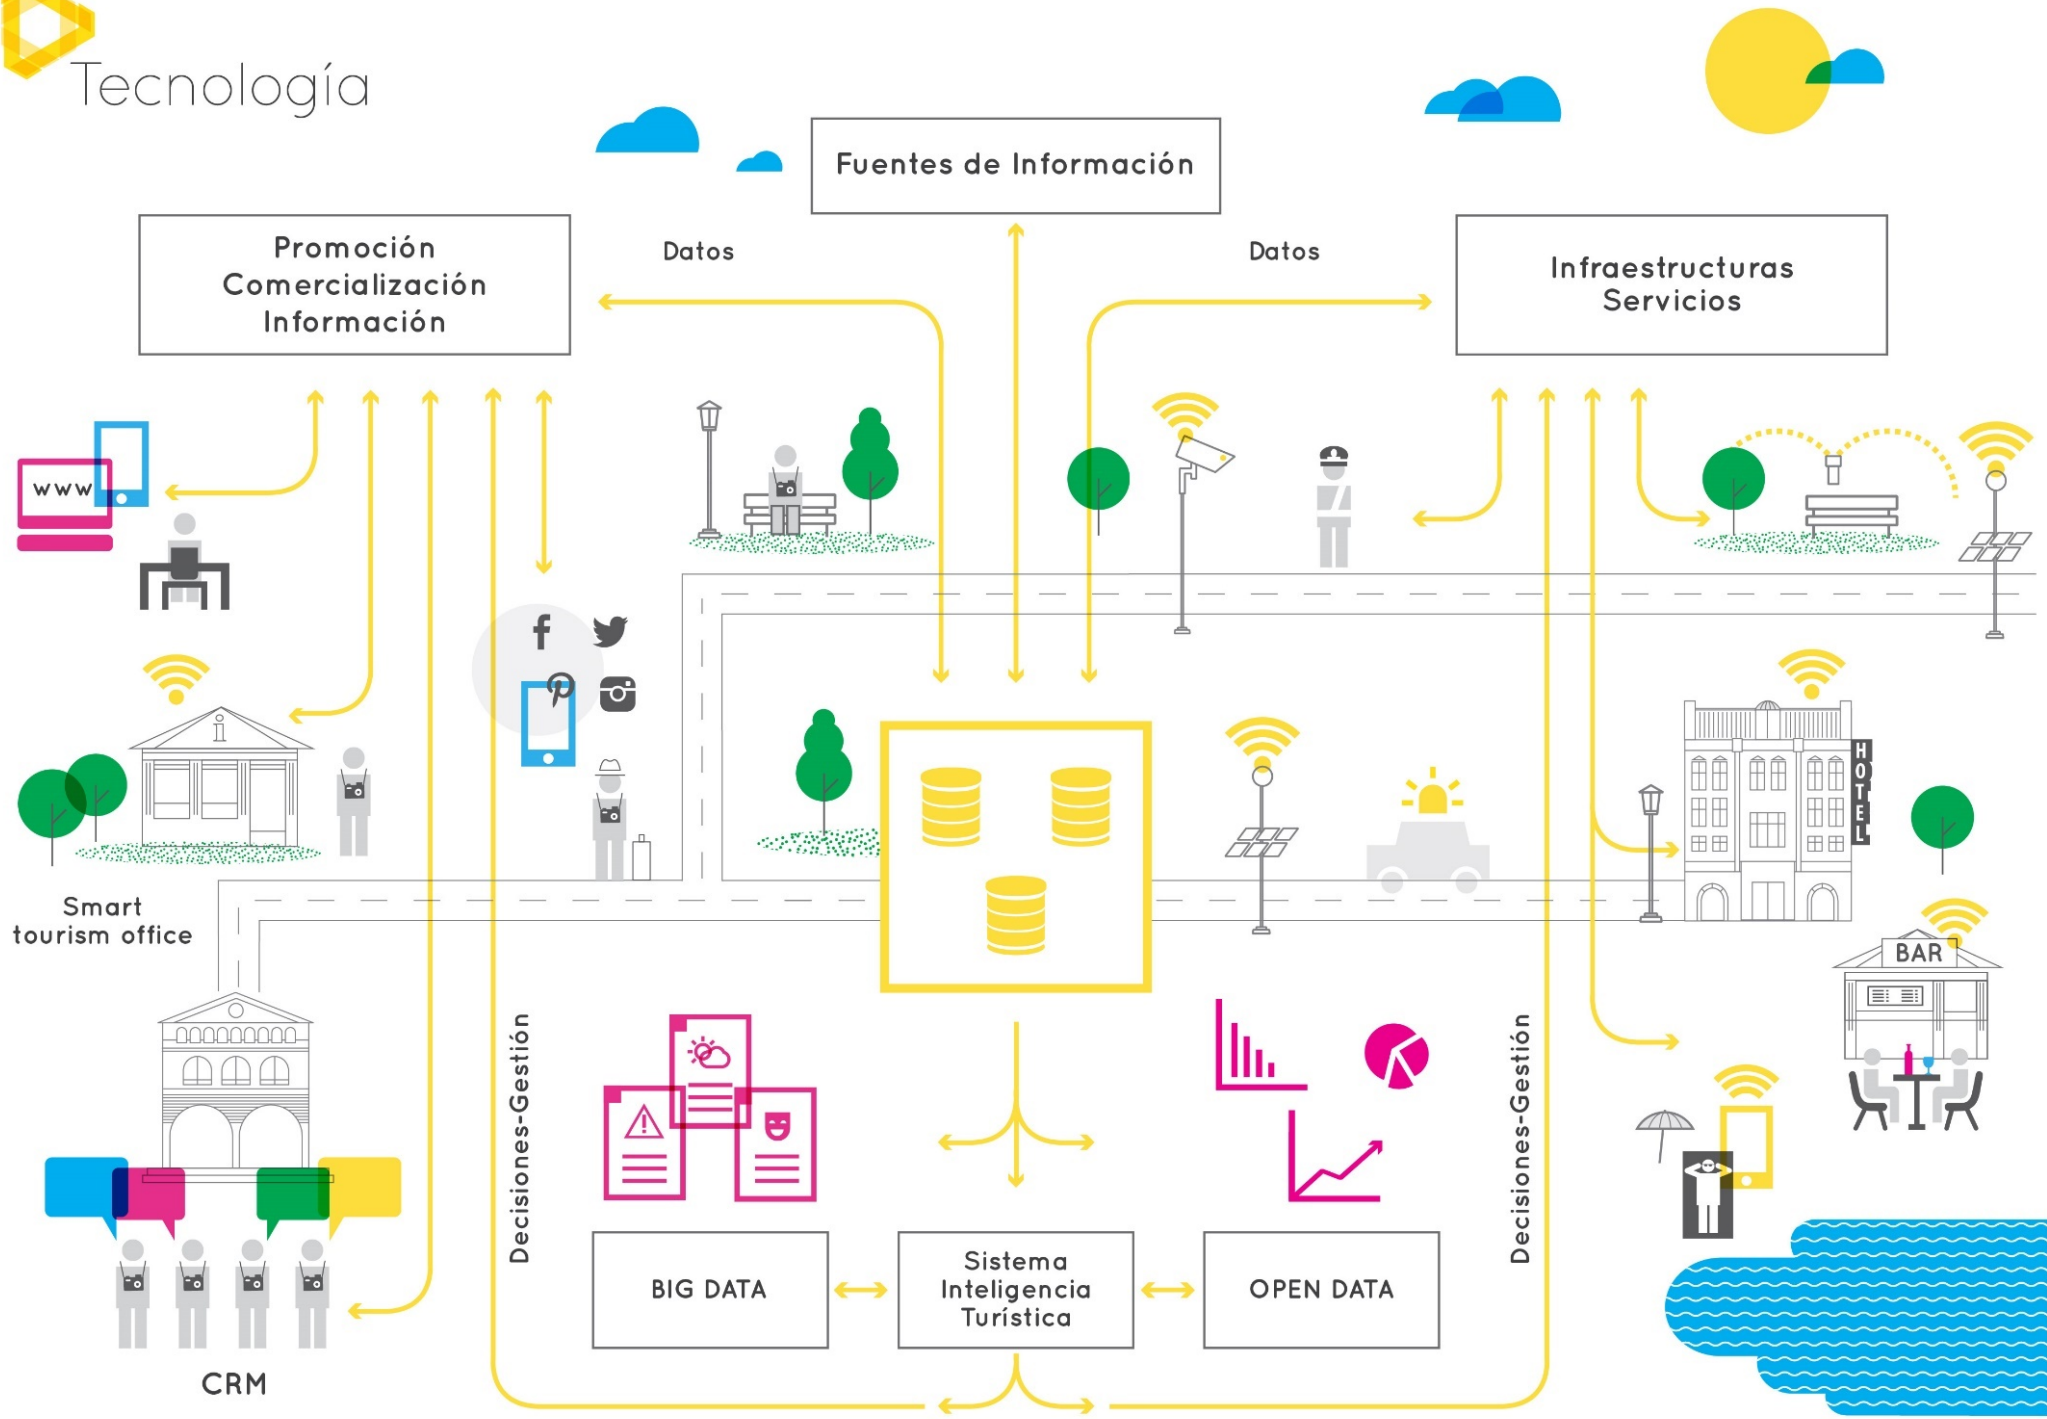 Tecnología
Fuentes de Información
Promoción
Comercialización
Información
Datos
Datos
Infraestructuras
Servicios
WWW
i
HOTEL
Smart
tourism office
BAR
Decisiones-Gestión
Decisiones-Gestión
BIG DATA
Sistema
Inteligencia
Turística
OPEN DATA
CRM